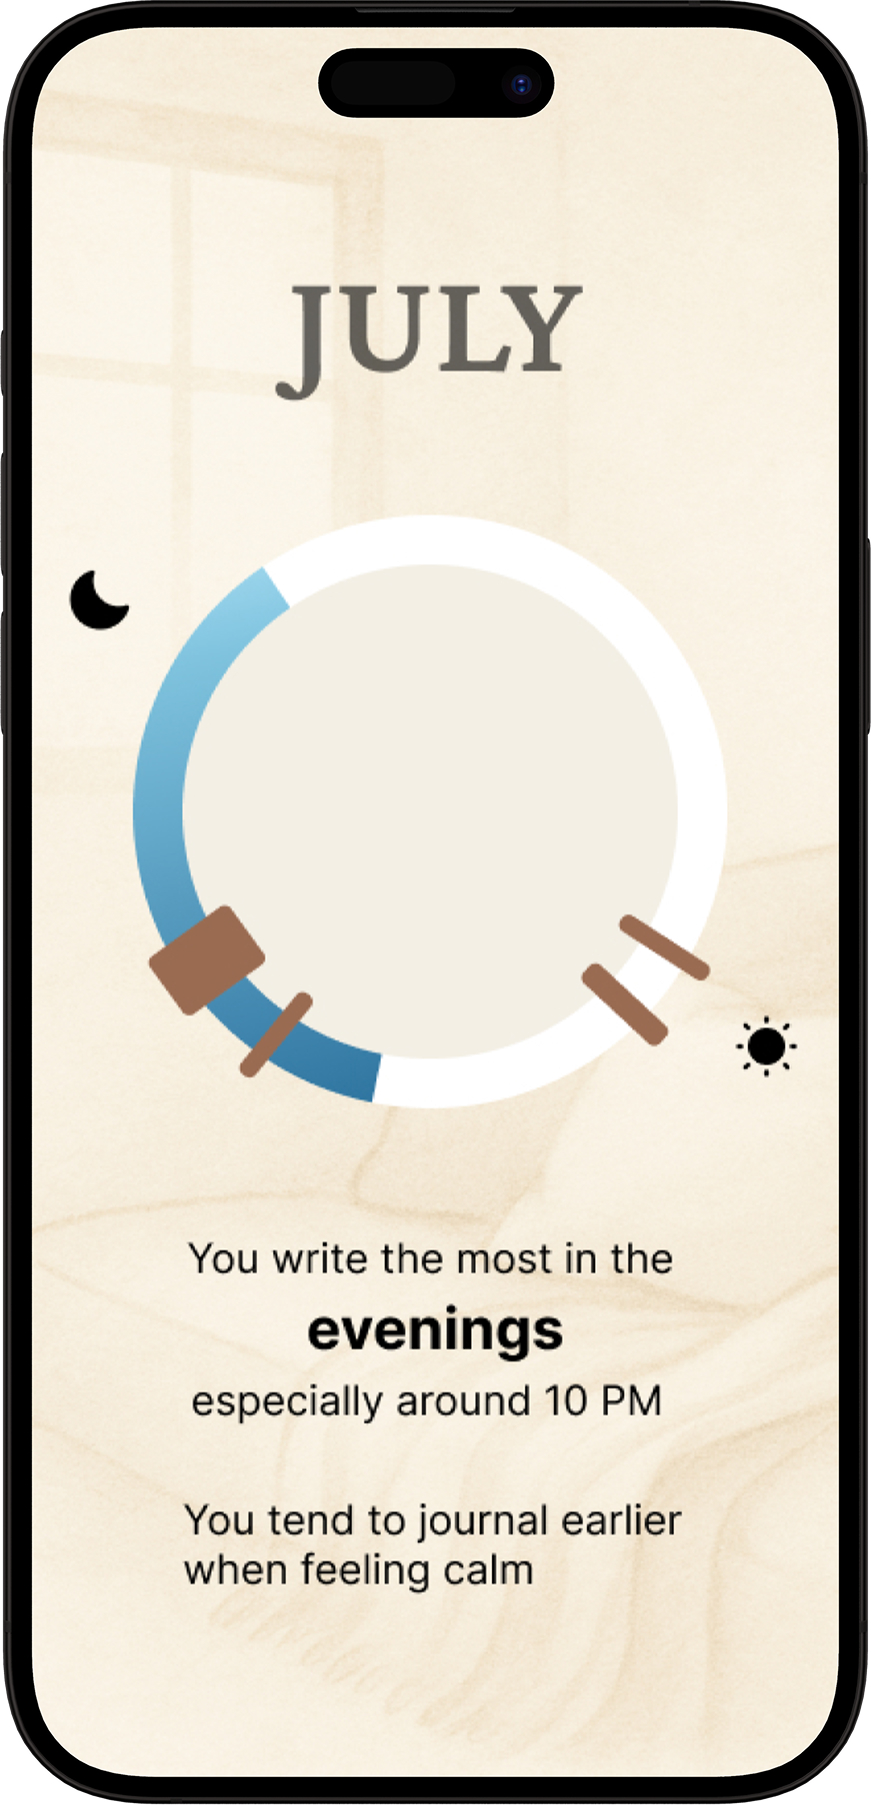 JULY
You write the most in the
evenings
especially around 10 PM
You tend to journal earlier
when feeling calm